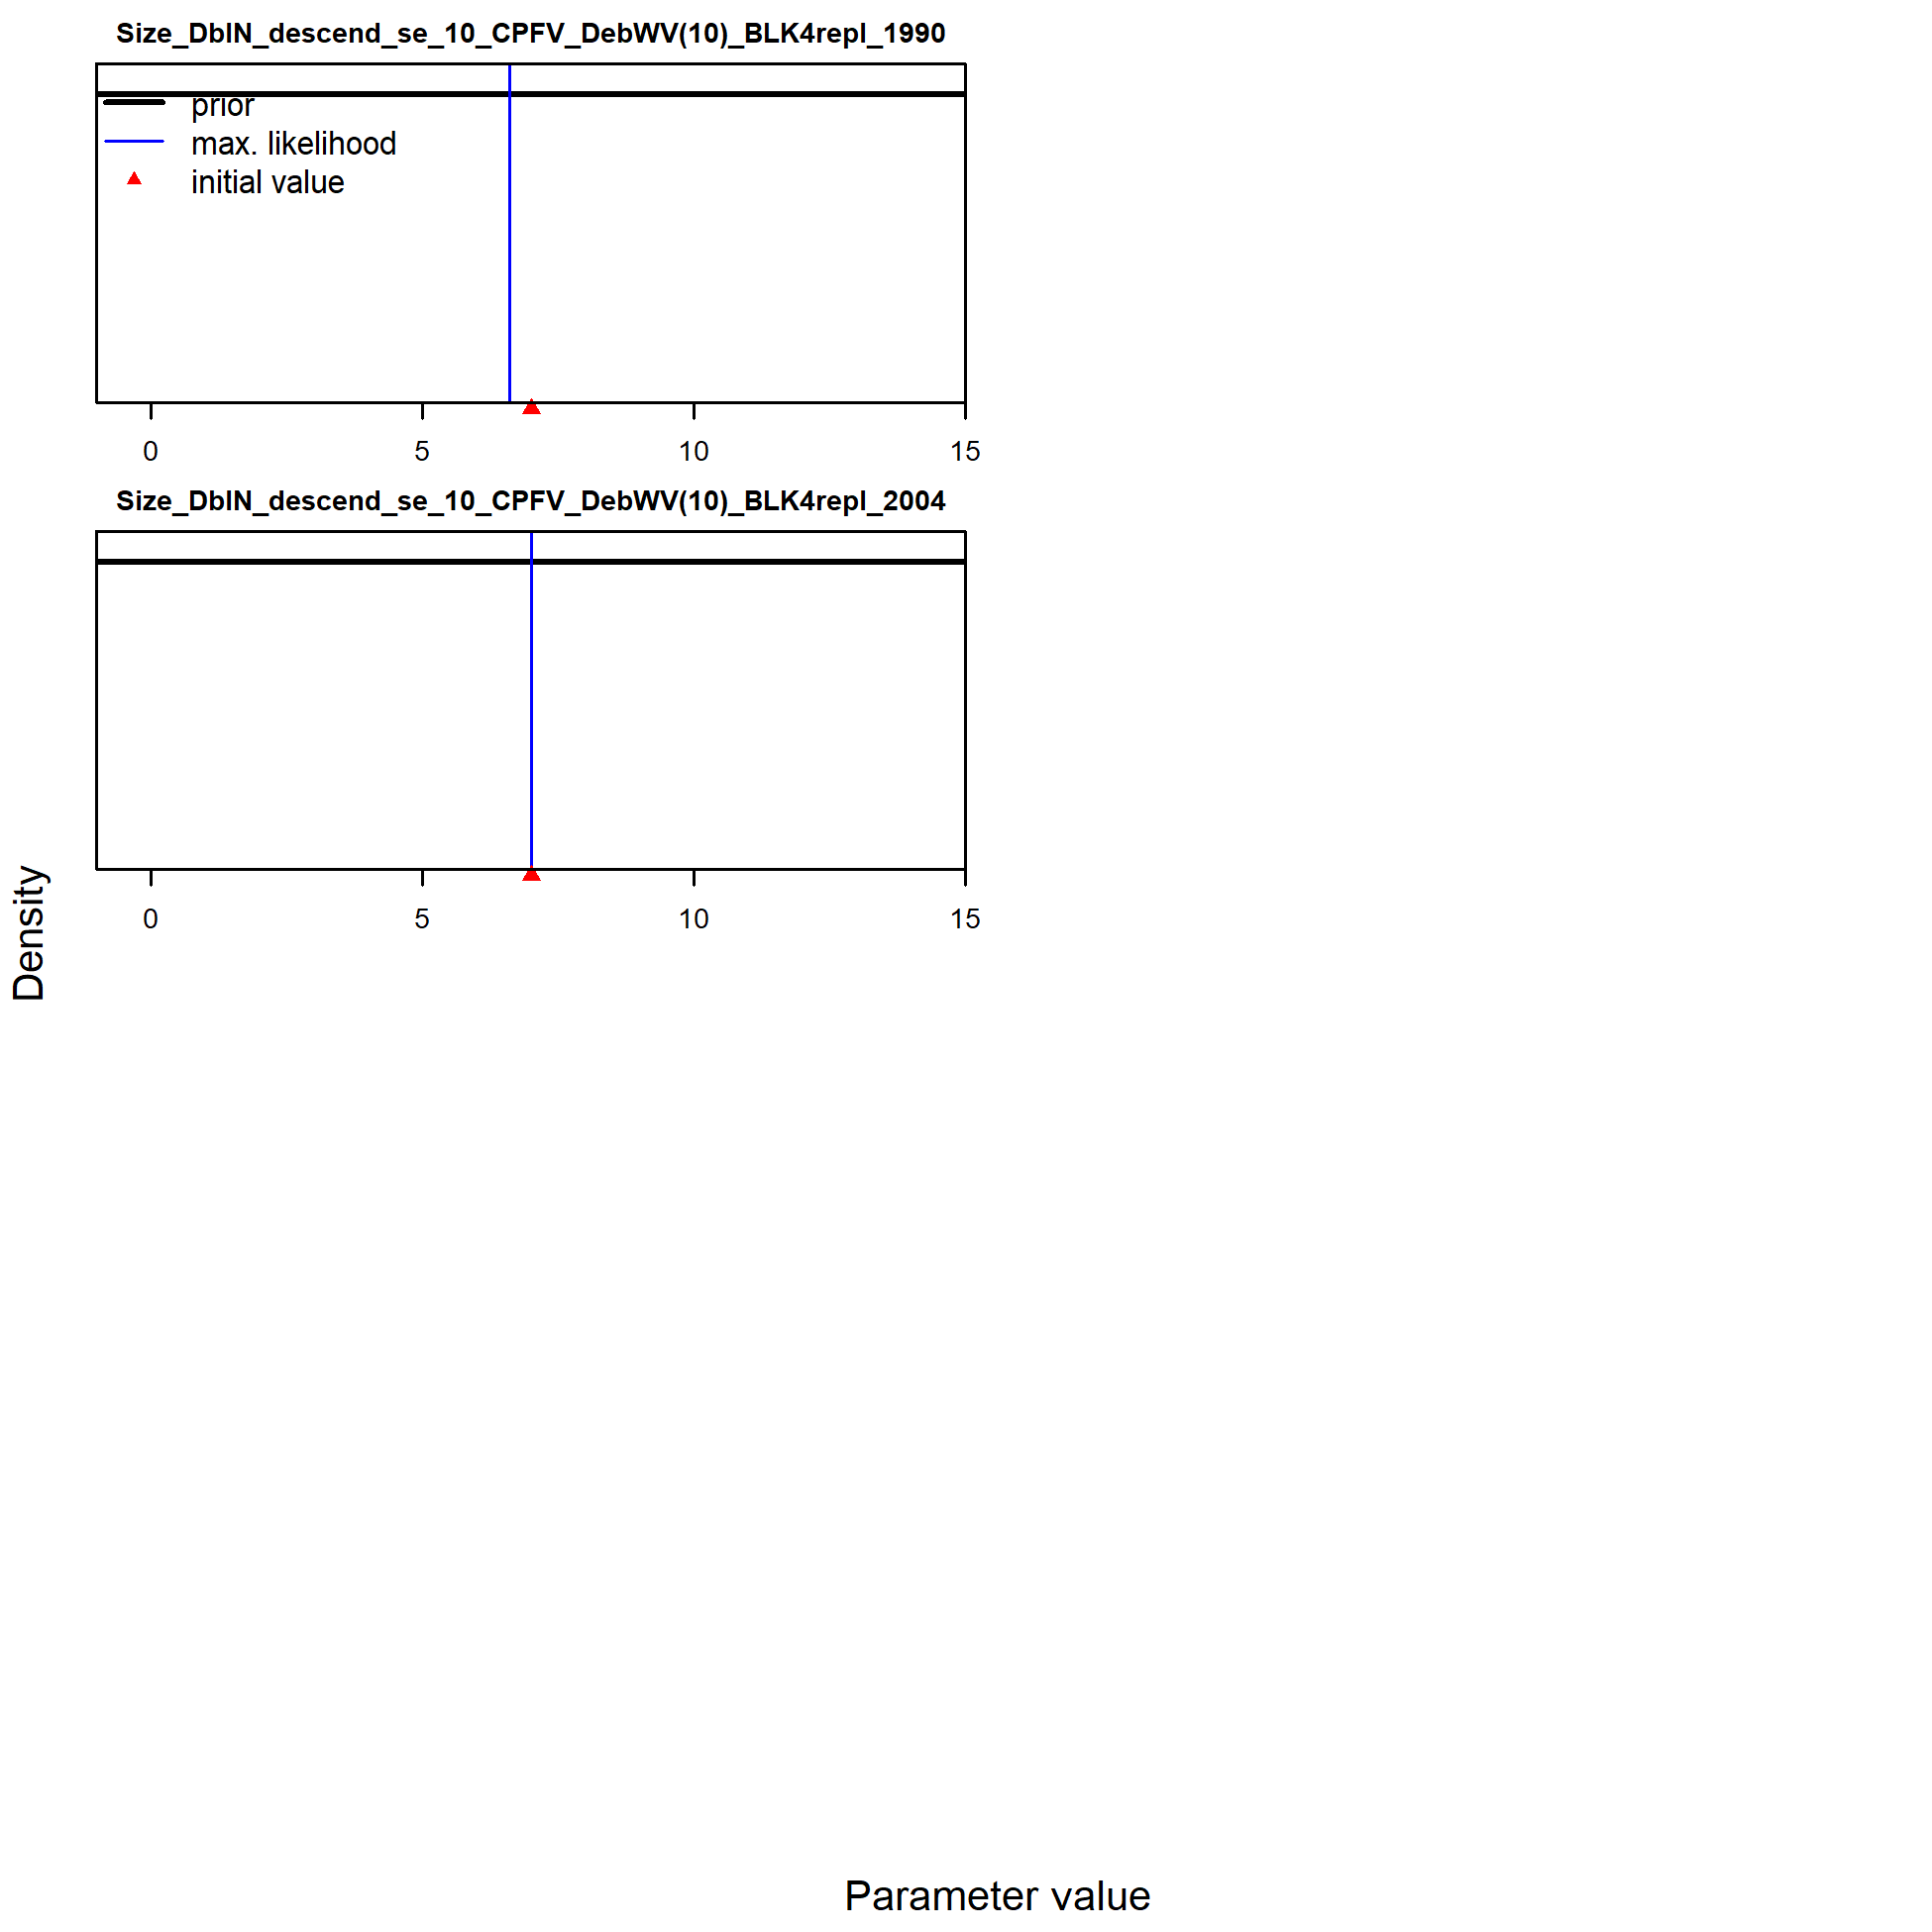 Size_DblN_descend_se_10_CPFV_DebWV(10)_BLK4repl_1990
prior
max. likelihood
initial value
0 5 10 15
Size_DblN_descend_se_10_CPFV_DebWV(10)_BLK4repl_2004
0 5 10 15
Density
Parameter value